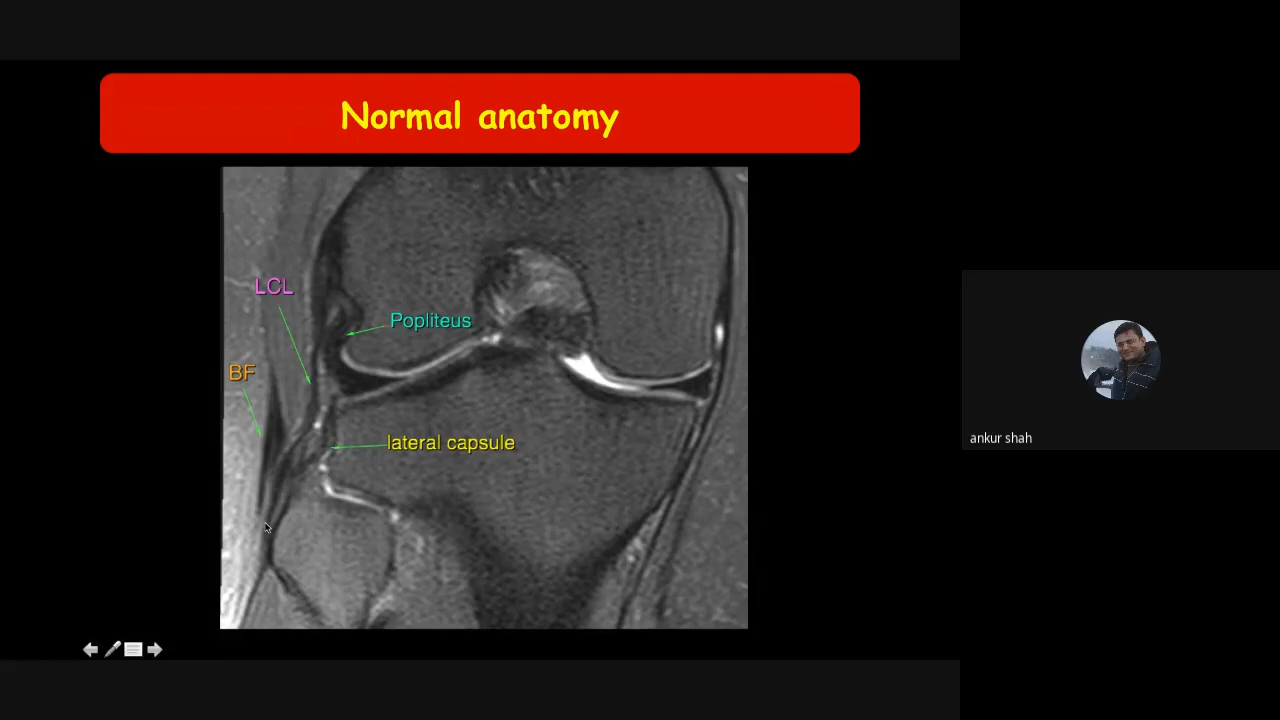 Normal anatomy
LCL
Popliteus
BF
lateral capsule
ankur shah